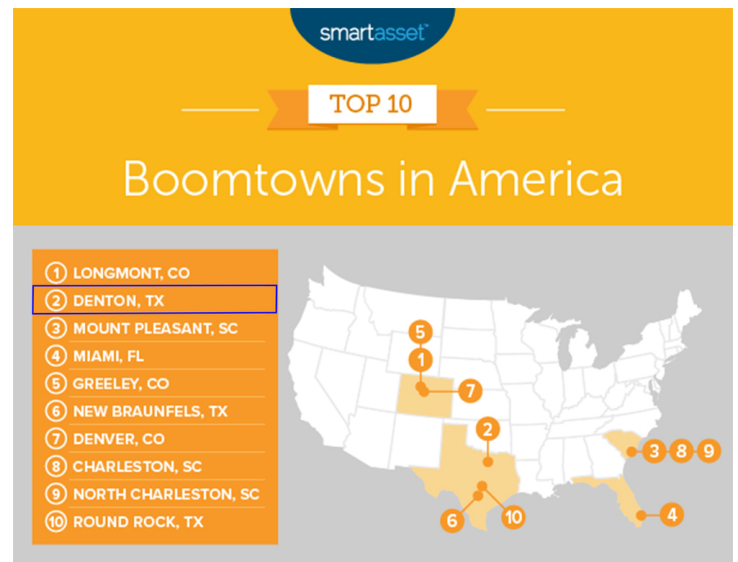 smartasset™
TOP 10
Boomtowns in America
1 LONGMONT, CO
2 DENTON, TX
3 MOUNT PLEASANT, SC
4 MIAMI, FL
5 GREELEY, CO
6 NEW BRAUNFELS, TX
7 DENVER, CO
8 CHARLESTON, SC
9 NORTH CHARLESTON, SC
10 ROUND ROCK, TX
5
1
7
2
3 8 9
6 10 4